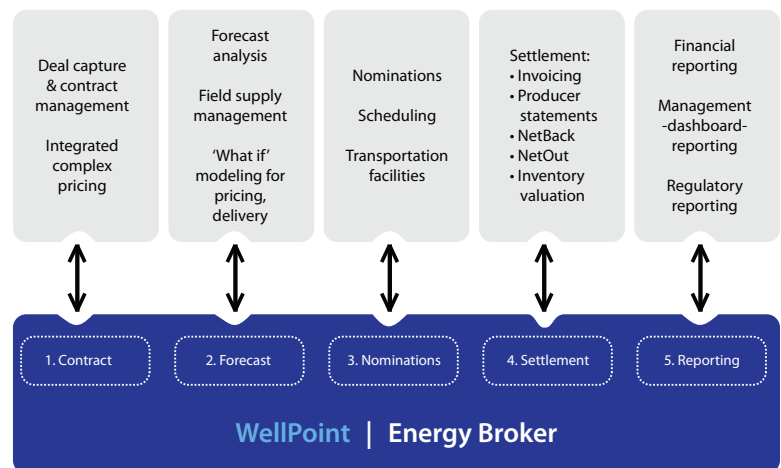 Deal capture
& contract
management
Integrated
complex
pricing
Forecast
analysis
Field supply
management
‘What if’
modeling for
pricing,
delivery
Nominations
Scheduling
Transportation
facilities
Settlement:
• Invoicing
• Producer
statements
• NetBack
• NetOut
• Inventory
valuation
Financial
reporting
Management
-dashboard-
reporting
Regulatory
reporting
1. Contract
2. Forecast
3. Nominations
4. Settlement
5. Reporting
WellPoint | Energy Broker